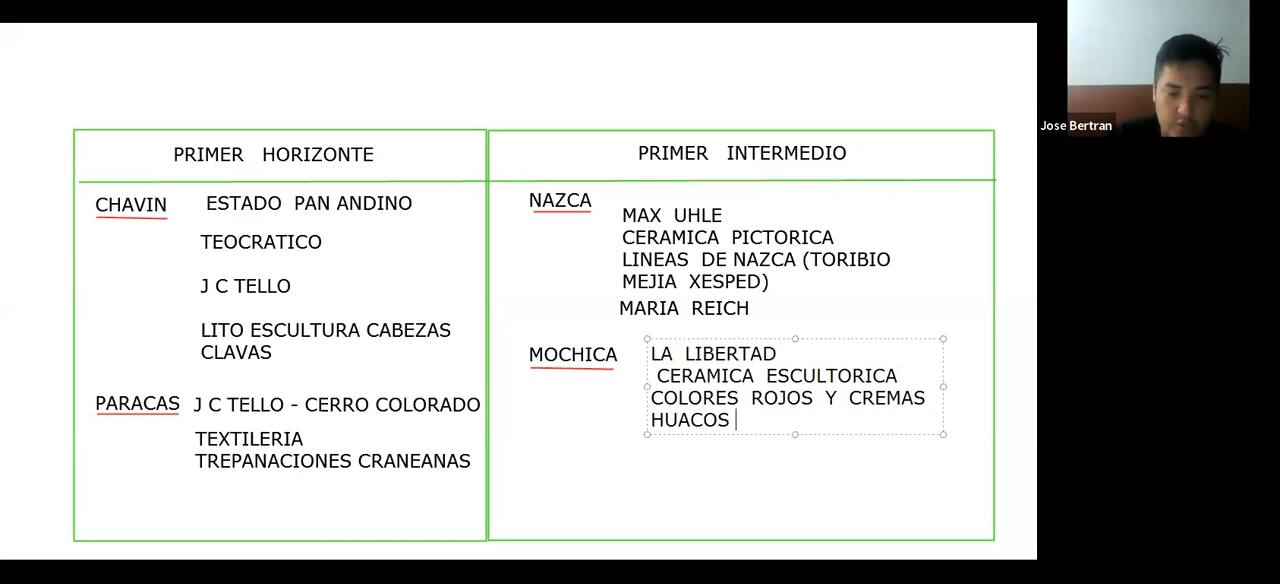 PRIMER HORIZONTE
CHAVIN ESTADO PAN ANDINO
TEOCRATICO
J C TELLO
LITO ESCULTURA CABEZAS
CLAVAS
PARACAS J C TELLO - CERRO COLORADO
TEXTILERIA
TREPANACIONES CRANEANAS
PRIMER INTERMEDIO
NAZCA
MAX UHLE
CERAMICA PICTORICA
LINEAS DE NAZCA (TORIBIO
MEJIA XESPED)
MARIA REICH
MOCHICA LA LIBERTAD
CERAMICA ESCULTORICA
COLORES ROJOS Y CREMAS
HUACOS
Jose Bertran